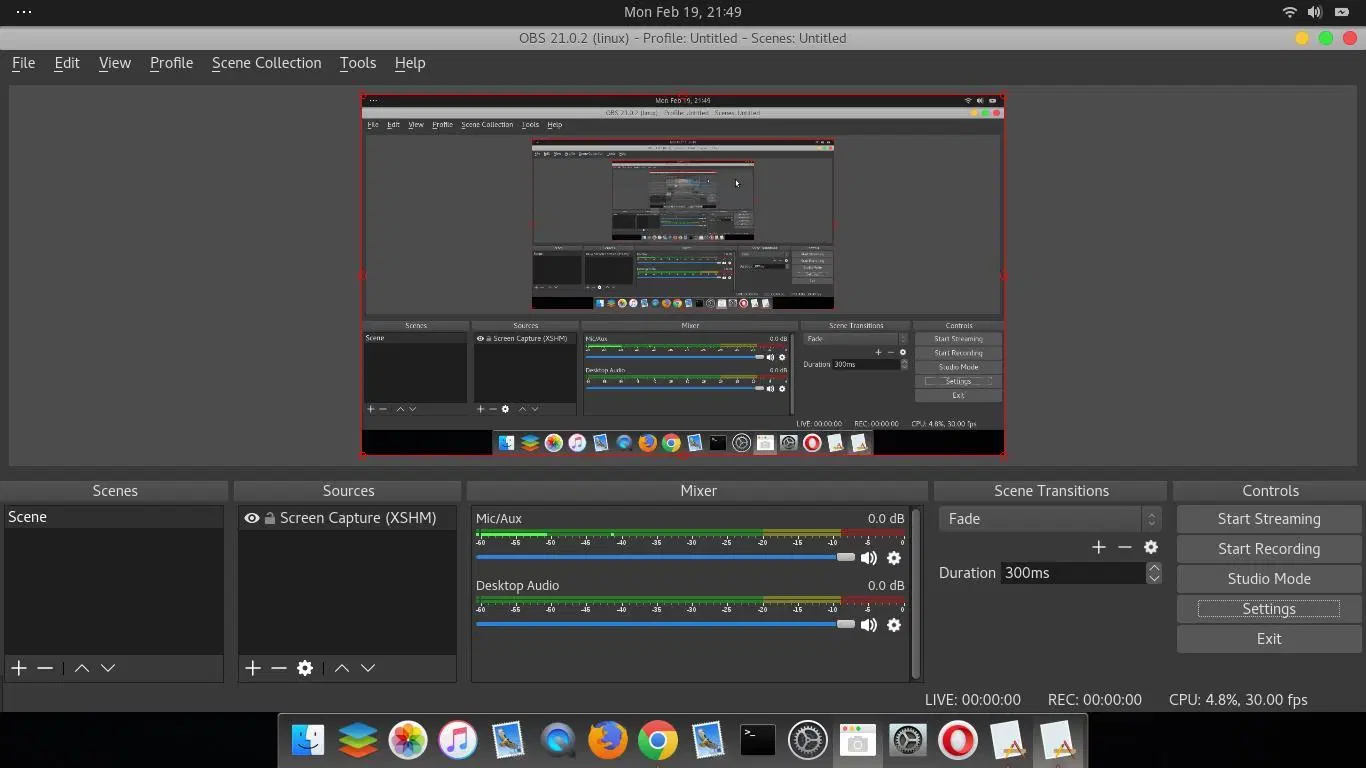 Mon Feb 19, 21:49
OBS 21.0.2 (linux) - Profile: Untitled - Scenes: Untitled
File Edit View Profile Scene Collection Tools Help
Mon Feb 19, 21:49
OBS 21.0.2 (linux) - Profile: Untitled - Scenes: Untitled
File Edit View Profile Scene Collection Tools Help
Scenes Sources Mixer Scene Transitions Controls
Scene Screen Capture (XSHM) Mic/Aux 0.0 dB Fade Start Streaming
Start Recording
Duration 300ms Studio Mode
Desktop Audio 0.0 dB Settings
Exit
LIVE: 00:00:00 REC: 00:00:00 CPU: 4.8%, 30.00 fps
Scenes Sources Mixer Scene Transitions Controls
Scene Screen Capture (XSHM) Mic/Aux 0.0 dB Fade Start Streaming
-60 -55 -50 -45 -40 -35 -30 -25 -20 -15 -10 -5 0
Start Recording
Duration 300ms Studio Mode
Desktop Audio 0.0 dB
-60 -55 -50 -45 -40 -35 -30 -25 -20 -15 -10 -5 0
Settings
Exit
LIVE: 00:00:00 REC: 00:00:00 CPU: 4.8%, 30.00 fps